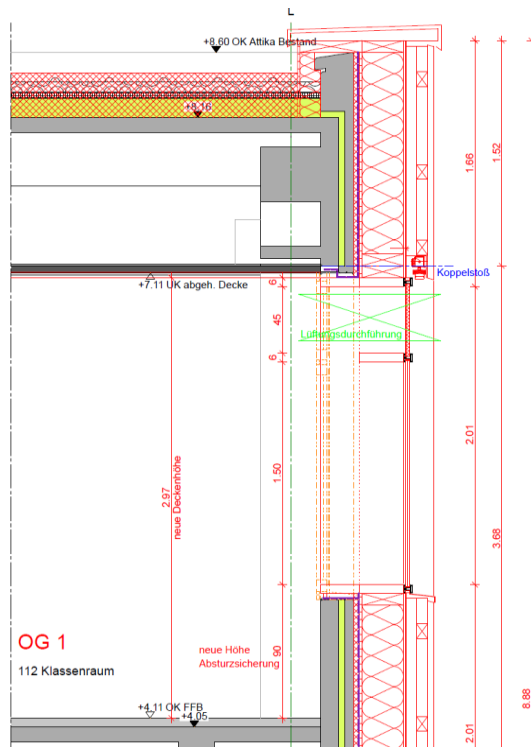 L
+8.60 OK Attika Bestand
+8.16
1.66
1.52
Koppelstoß
+7.11 UK abgeh. Decke
6
45
Lüftungsdurchführung
6
2.97
neue Deckenhöhe
1.50
2.01
3.68
OG 1
112 Klassenraum
neue Höhe
Absturzsicherung
90
+4.11 OK FFB
+4.05
2.01
8.88